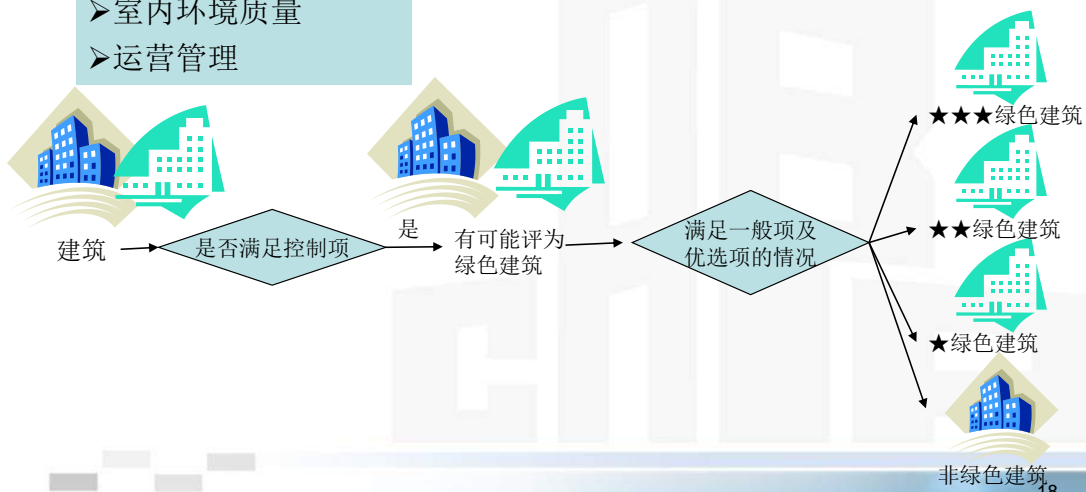 ➢室内环境质量
➢运营管理
★★★绿色建筑
建筑
是否满足控制项
是
有可能评为
绿色建筑
满足一般项及
优选项的情况
★★绿色建筑
★绿色建筑
非绿色建筑
18